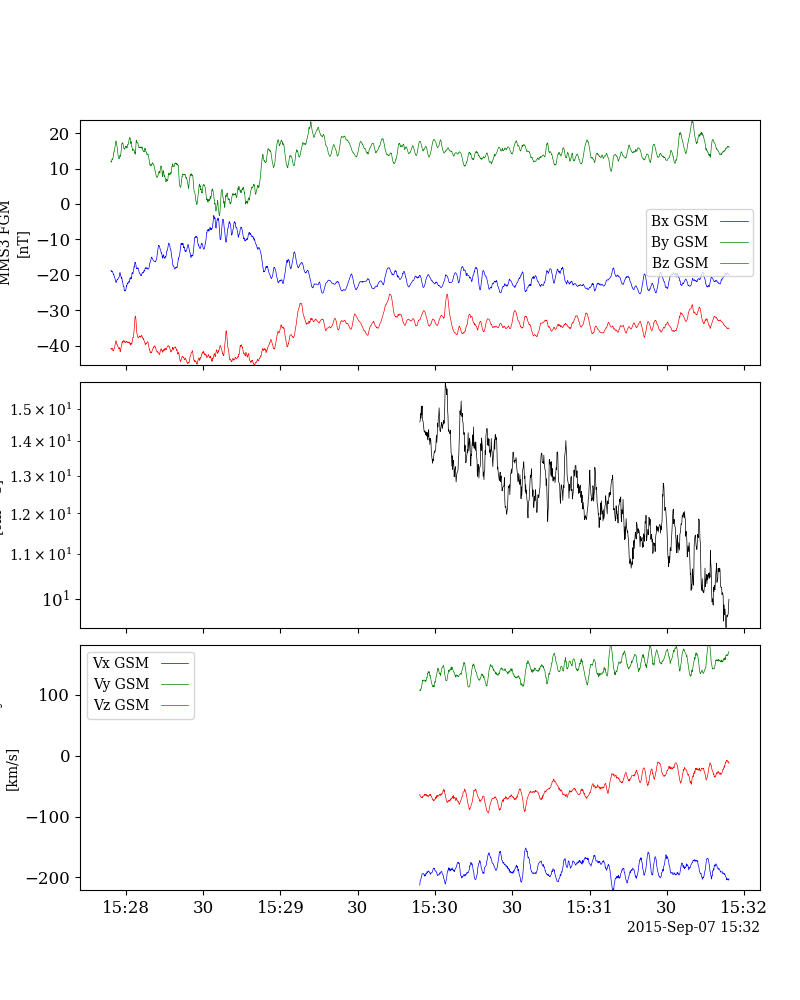 20
10
0
−10
−20
−30
−40
MMS3 FGM
[nT]
Bx GSM
By GSM
Bz GSM
1.5 × 10¹
1.4 × 10¹
1.3 × 10¹
1.2 × 10¹
1.1 × 10¹
10¹
Vx GSM
Vy GSM
Vz GSM
100
0
−100
−200
[km/s]
15:28
30
15:29
30
15:30
30
15:31
30
15:32
2015-Sep-07 15:32